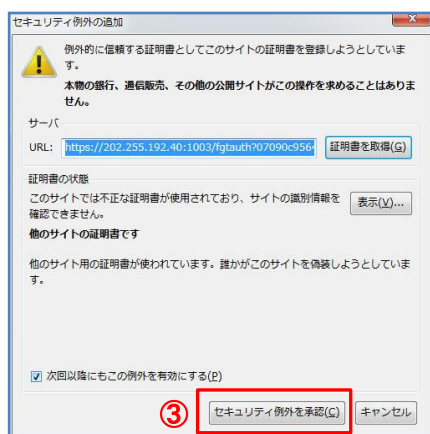 セキュリティ例外の追加
例外的に信頼する証明書としてこのサイトの証明書を登録しようとしていま
す。
本物の銀行、通信販売、その他の公開サイトがこの操作を求めることはありま
せん。
サーバ
URL: https://202.255.192.40:1003/fgtauth?07090c956 証明書を取得(G)
証明書の状態
このサイトでは不正な証明書が使用されており、サイトの識別情報を 表示(V)...
確認できません。
他のサイトの証明書です
他のサイト用の証明書が使われています。誰かがこのサイトを偽装しようとしていま
す。
次回以降にもこの例外を有効にする(P)
③ セキュリティ例外を承認(C) キャンセル